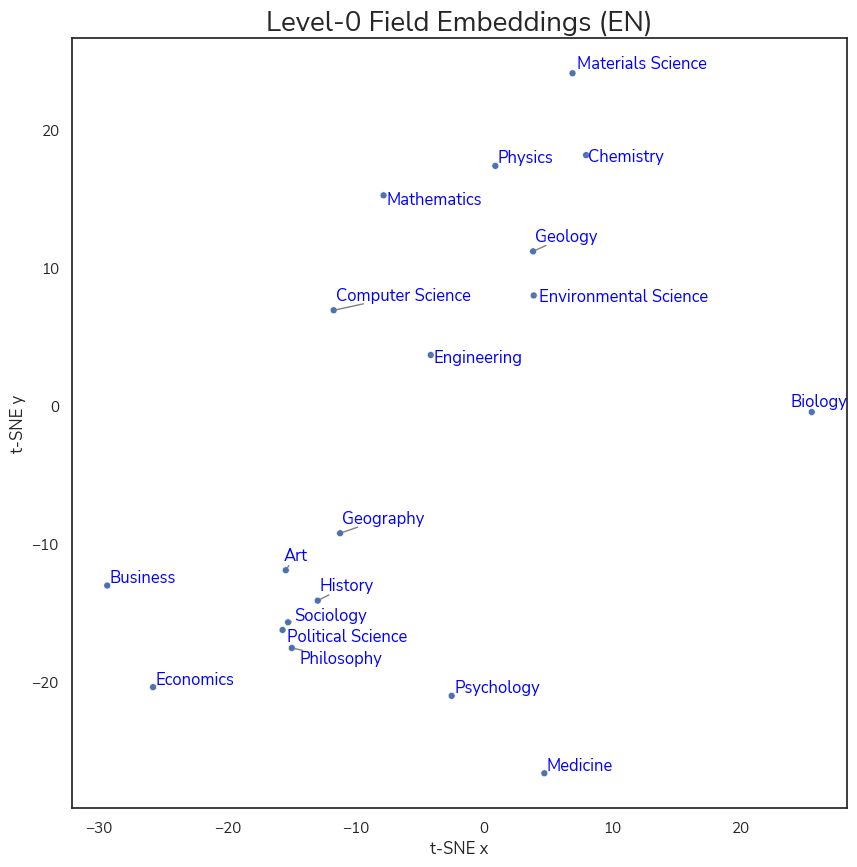 Level-0 Field Embeddings (EN)
Materials Science
Physics
Chemistry
Mathematics
Geology
Computer Science
Environmental Science
Engineering
Biology
Geography
Art
Business
History
Sociology
Political Science
Philosophy
Economics
Psychology
Medicine
20
10
0
−10
−20
t-SNE y
−30
−20
−10
0
10
20
t-SNE x